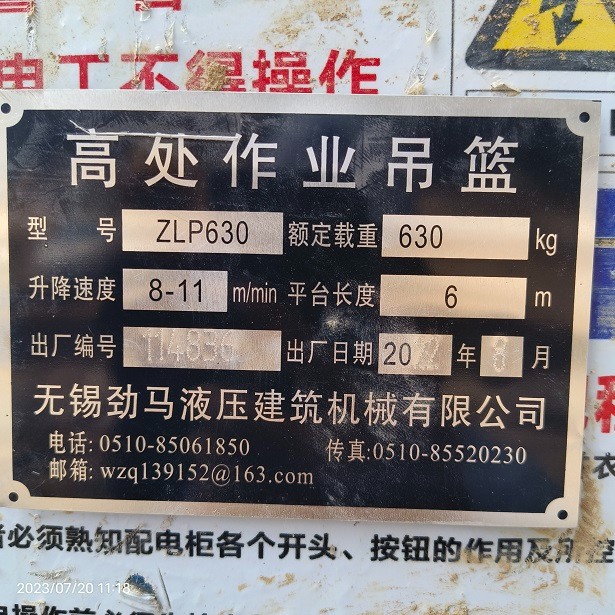 电工不得操作
高处作业吊篮
型 号 ZLP630 额定载重 630 kg
升降速度 8-11 m/min 平台长度 6 m
出厂编号 出厂日期 20 年 8 月
无锡劲马液压建筑机械有限公司
电话: 0510-85061850 传真:0510-85520230
邮箱: wzq139152@163.com
者必须熟知配电柜各个开头、按钮的作用及
2023/07/20 11:18